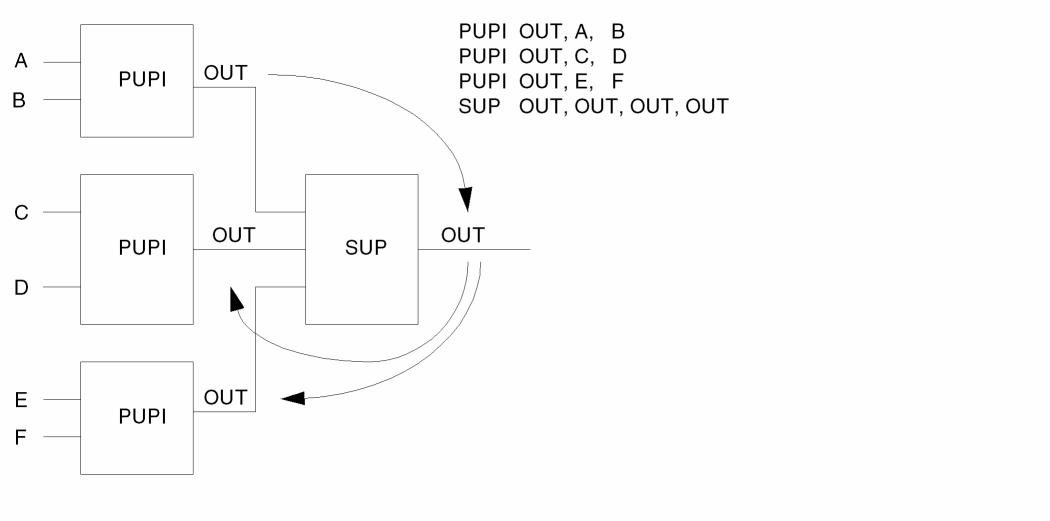 PUPI OUT, A, B
PUPI OUT, C, D
PUPI OUT, E, F
SUP OUT, OUT, OUT, OUT
A
B
PUPI
OUT
C
D
PUPI
OUT
SUP
OUT
E
F
PUPI
OUT